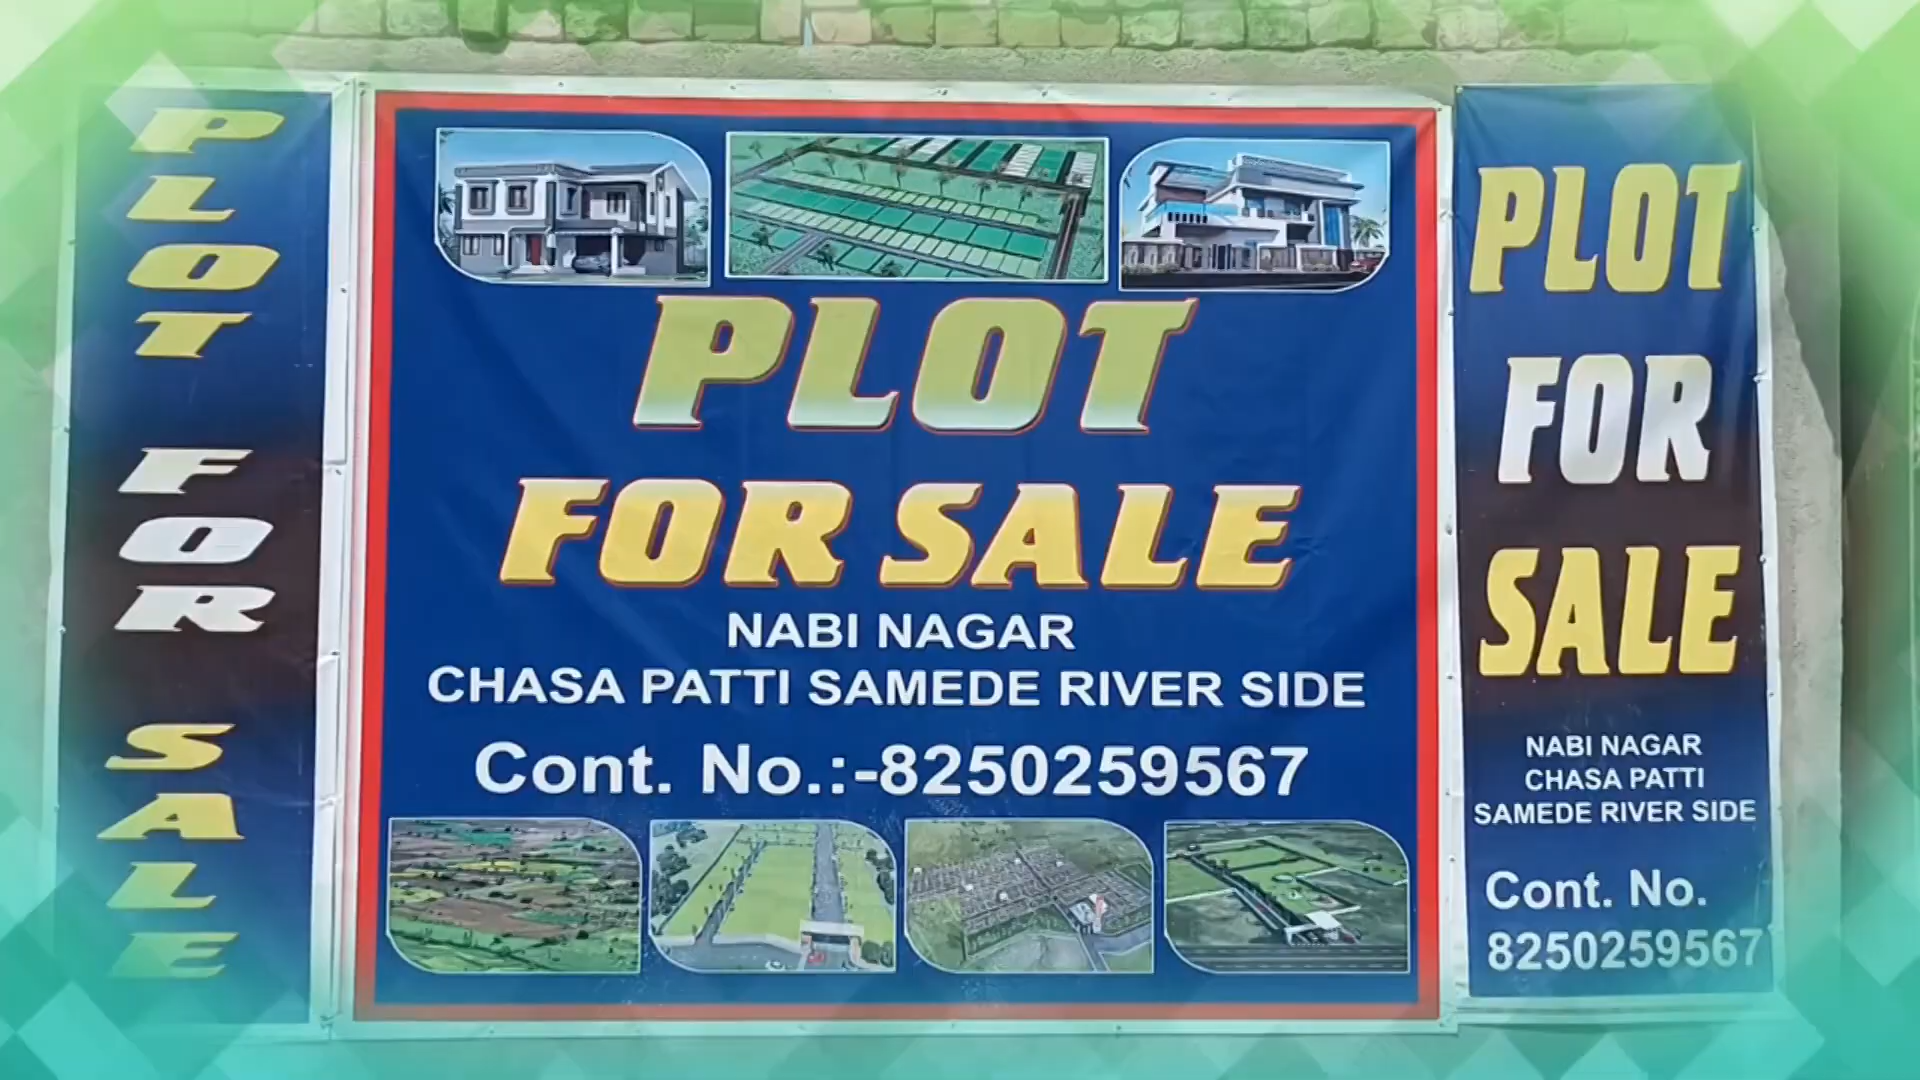 PLOT FOR SALE
PLOT
FOR SALE
NABI NAGAR
CHASA PATTI SAMEDE RIVER SIDE
Cont. No.:-8250259567
PLOT
FOR
SALE
NABI NAGAR
CHASA PATTI
SAMEDE RIVER SIDE
Cont. No.
8250259567